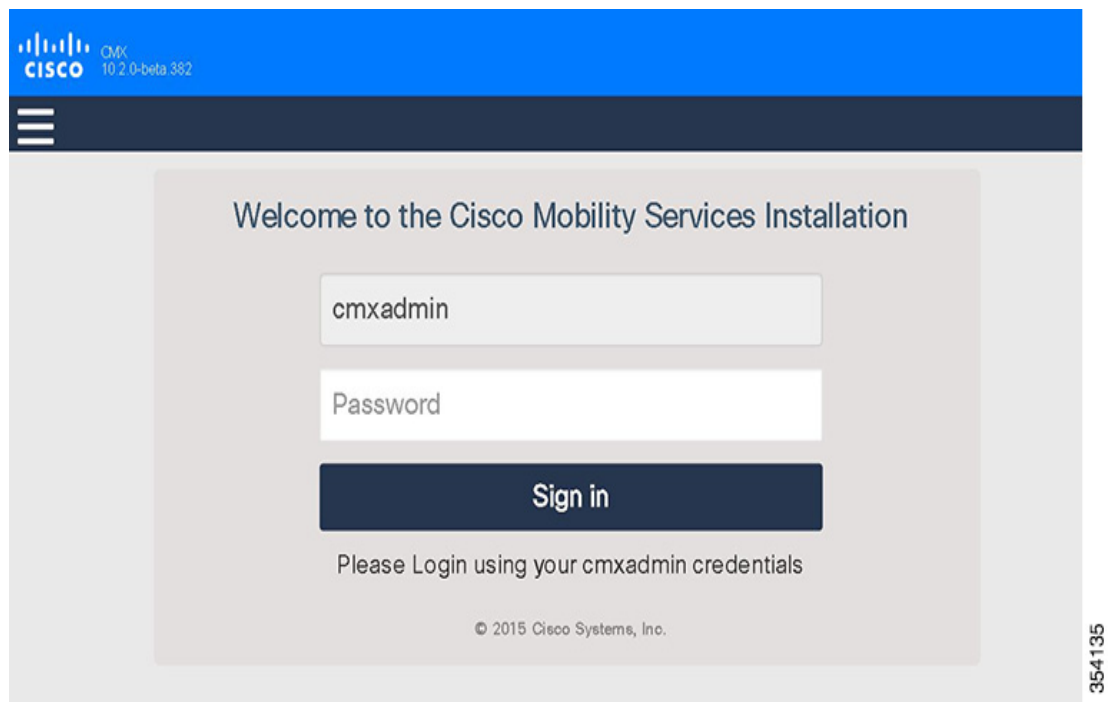 CISCO
CMX
10.2.0-beta.382
Welcome to the Cisco Mobility Services Installation
cmxadmin
Password
Sign in
Please Login using your cmxadmin credentials
© 2015 Cisco Systems, Inc.
354135